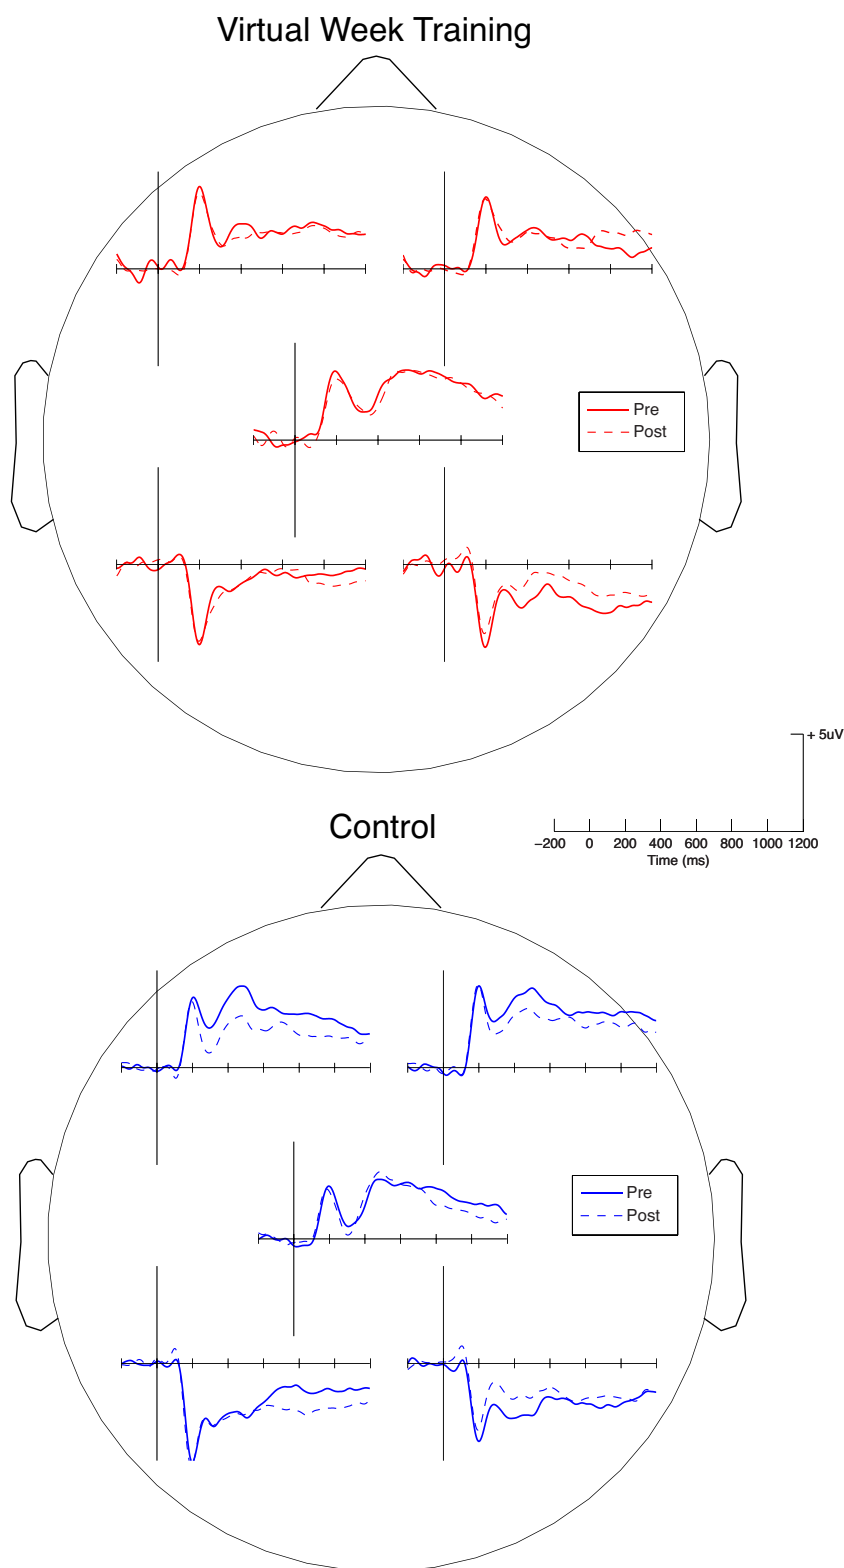 Virtual Week Training
Pre
Post
+ 5uV
−200 0 200 400 600 800 1000 1200
Time (ms)
Control
Pre
Post